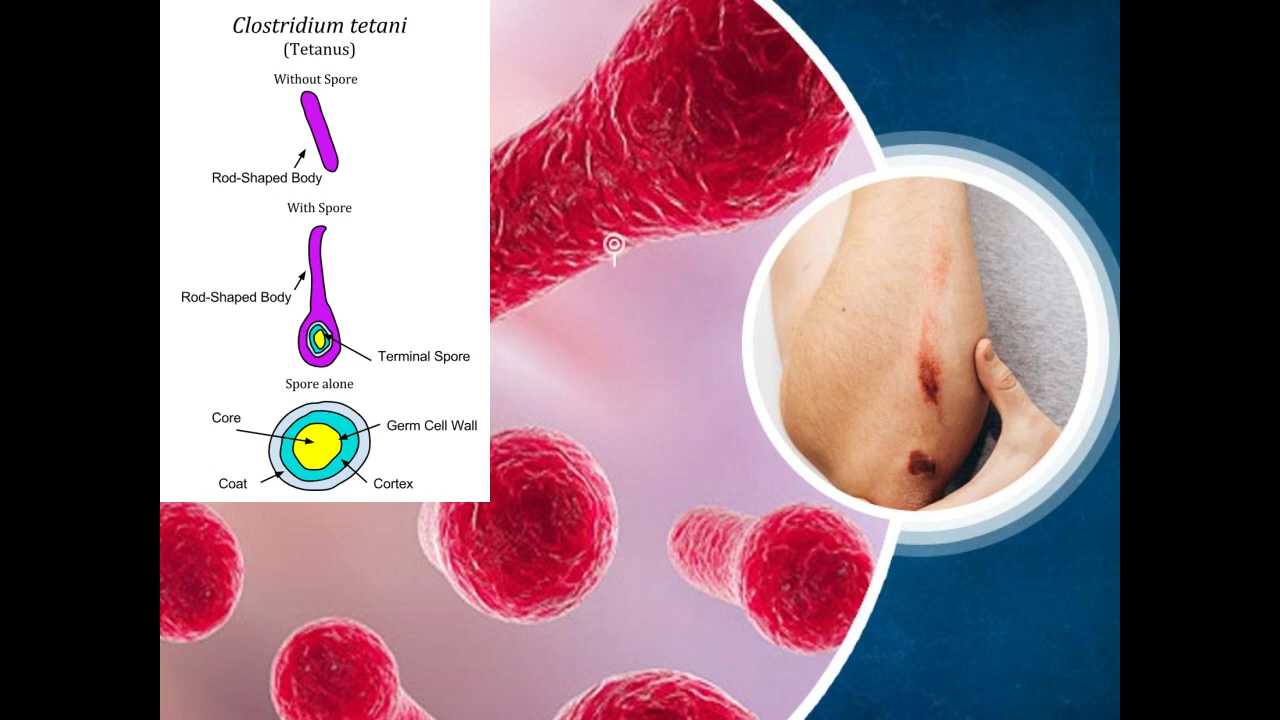 Clostridium tetani
(Tetanus)
Without Spore
Rod-Shaped Body
With Spore
Rod-Shaped Body
Terminal Spore
Spore alone
Core
Germ Cell Wall
Coat
Cortex